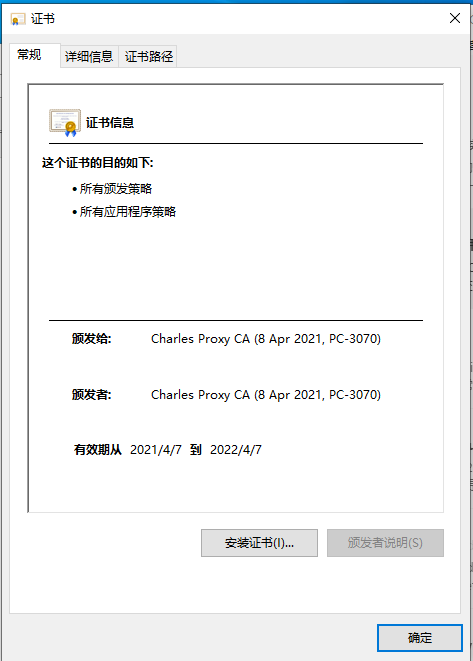 证书
常规
详细信息
证书路径
证书信息
这个证书的目的如下:
• 所有颁发策略
• 所有应用程序策略
颁发给: Charles Proxy CA (8 Apr 2021, PC-3070)
颁发者: Charles Proxy CA (8 Apr 2021, PC-3070)
有效期从 2021/4/7 到 2022/4/7
安装证书(I)...
颁发者说明(S)
确定